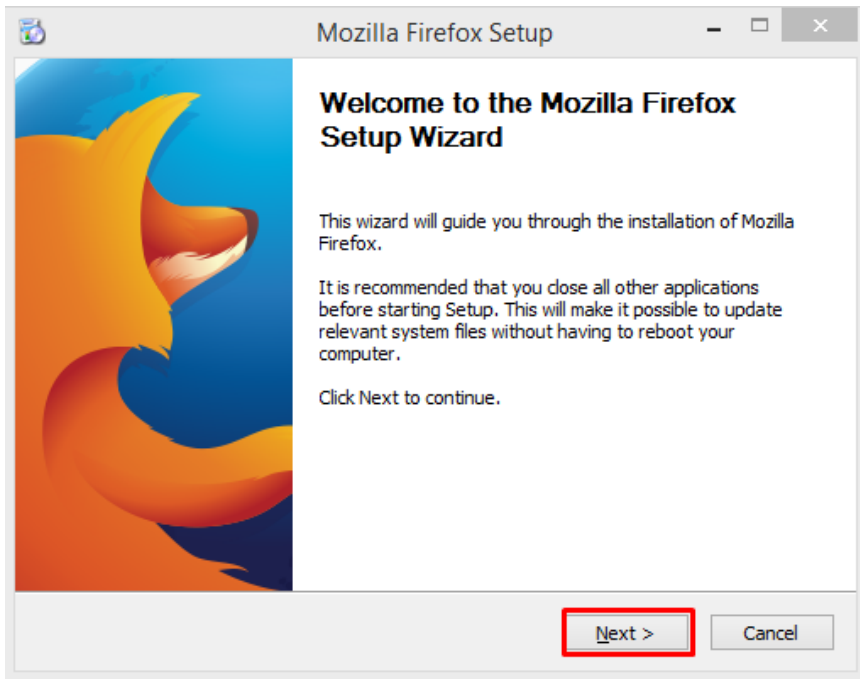 Mozilla Firefox Setup
Welcome to the Mozilla Firefox
Setup Wizard
This wizard will guide you through the installation of Mozilla
Firefox.
It is recommended that you close all other applications
before starting Setup. This will make it possible to update
relevant system files without having to reboot your
computer.
Click Next to continue.
Next >
Cancel